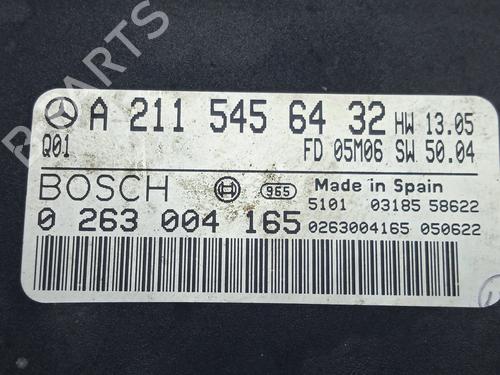 PARTS
A 211 545 64 32 HW 13.05
Q01 FD 05M06 SW 50.04
BOSCH 965 Made in Spain
5101 03185 58622
0 263 004 165 0263004165 050622